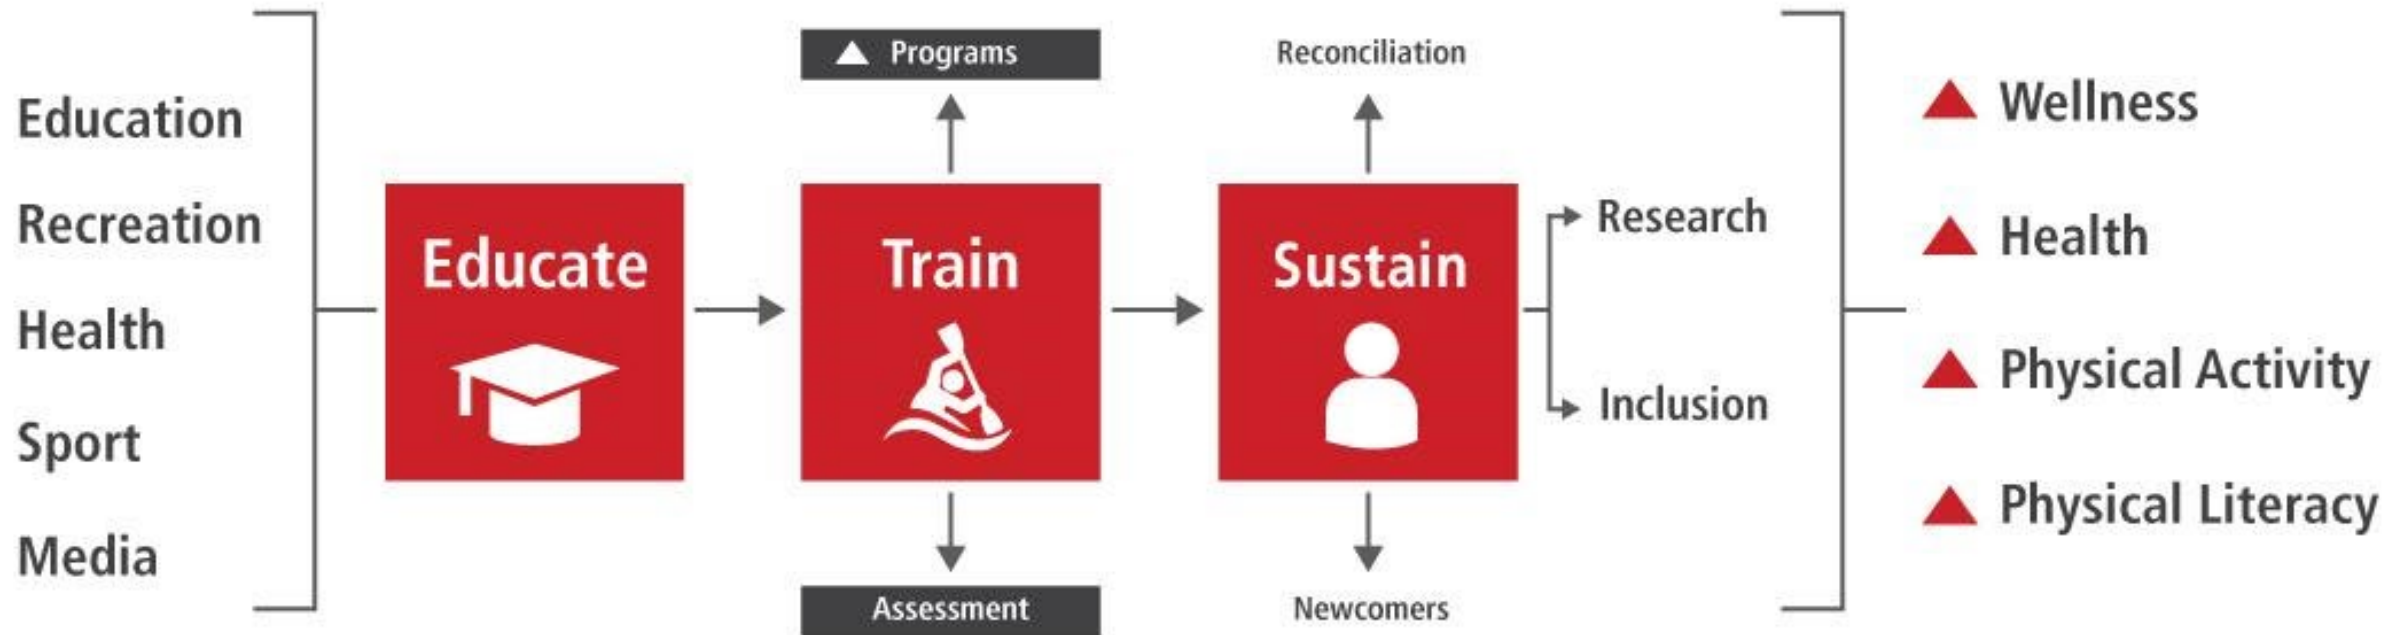 Education
Recreation
Health
Sport
Media
Educate
▲ Programs
Train
Assessment
Reconciliation
Sustain
Newcomers
Research
Inclusion
▲ Wellness
▲ Health
▲ Physical Activity
▲ Physical Literacy